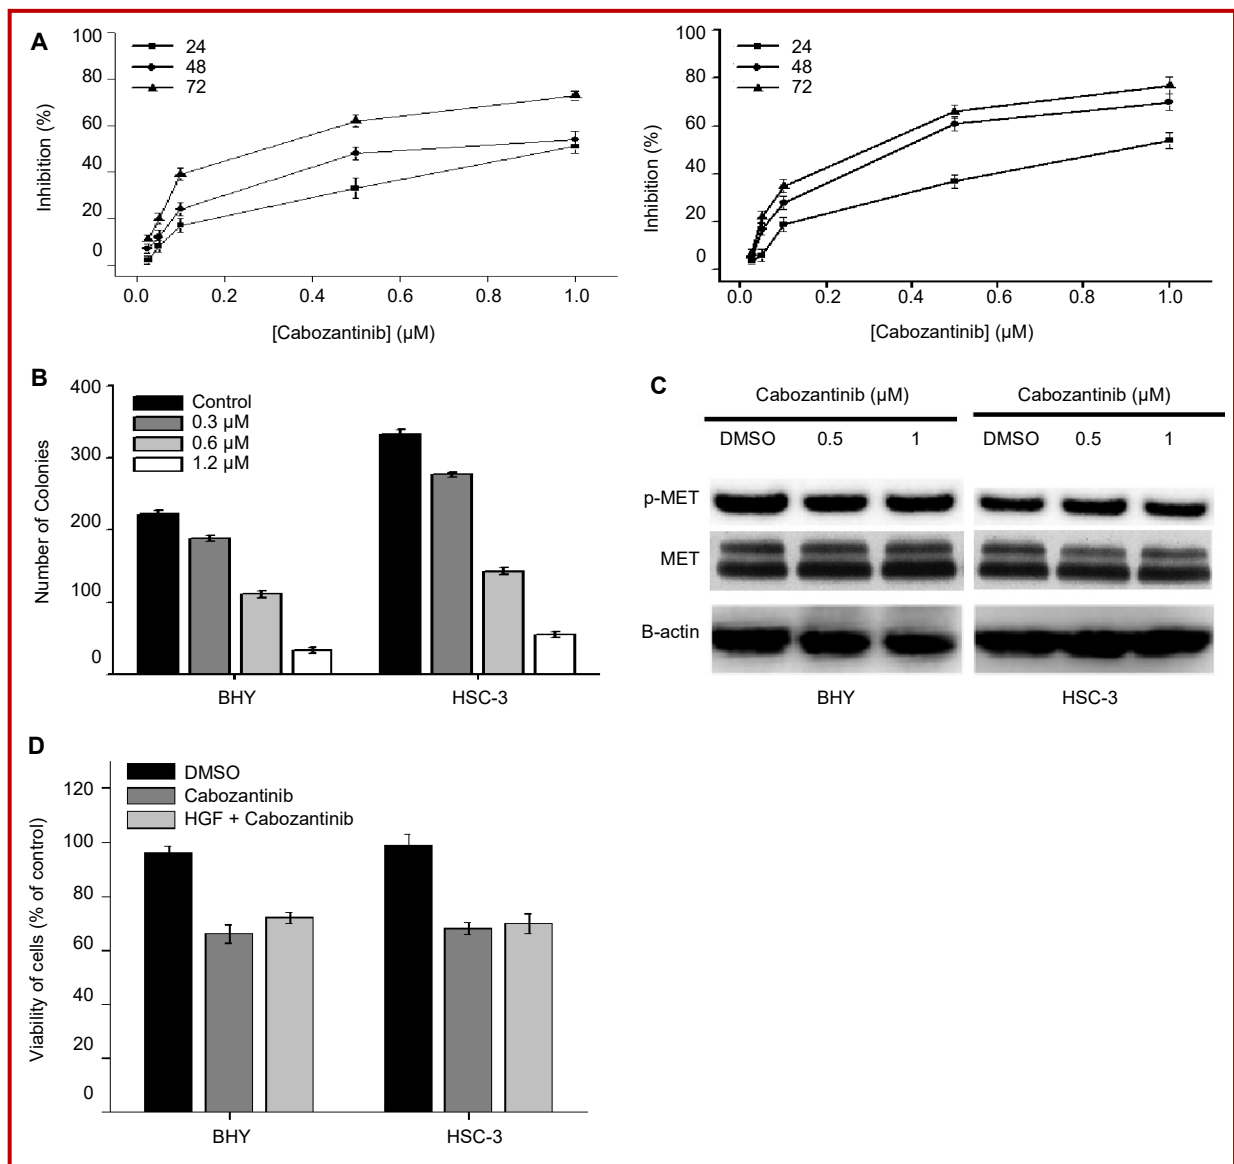 A
100
80
60
40
20
0
Inhibition (%)
24
48
72
0.0 0.2 0.4 0.6 0.8 1.0
[Cabozantinib] (µM)
100
80
60
40
20
0
Inhibition (%)
24
48
72
0.0 0.2 0.4 0.6 0.8 1.0
[Cabozantinib] (µM)
B
400
300
200
100
0
Number of Colonies
Control
0.3 µM
0.6 µM
1.2 µM
BHY HSC-3
C
Cabozantinib (µM) Cabozantinib (µM)
DMSO 0.5 1 DMSO 0.5 1
p-MET
MET
B-actin
BHY HSC-3
D
120
100
80
60
40
20
0
Viability of cells (% of control)
DMSO
Cabozantinib
HGF + Cabozantinib
BHY HSC-3